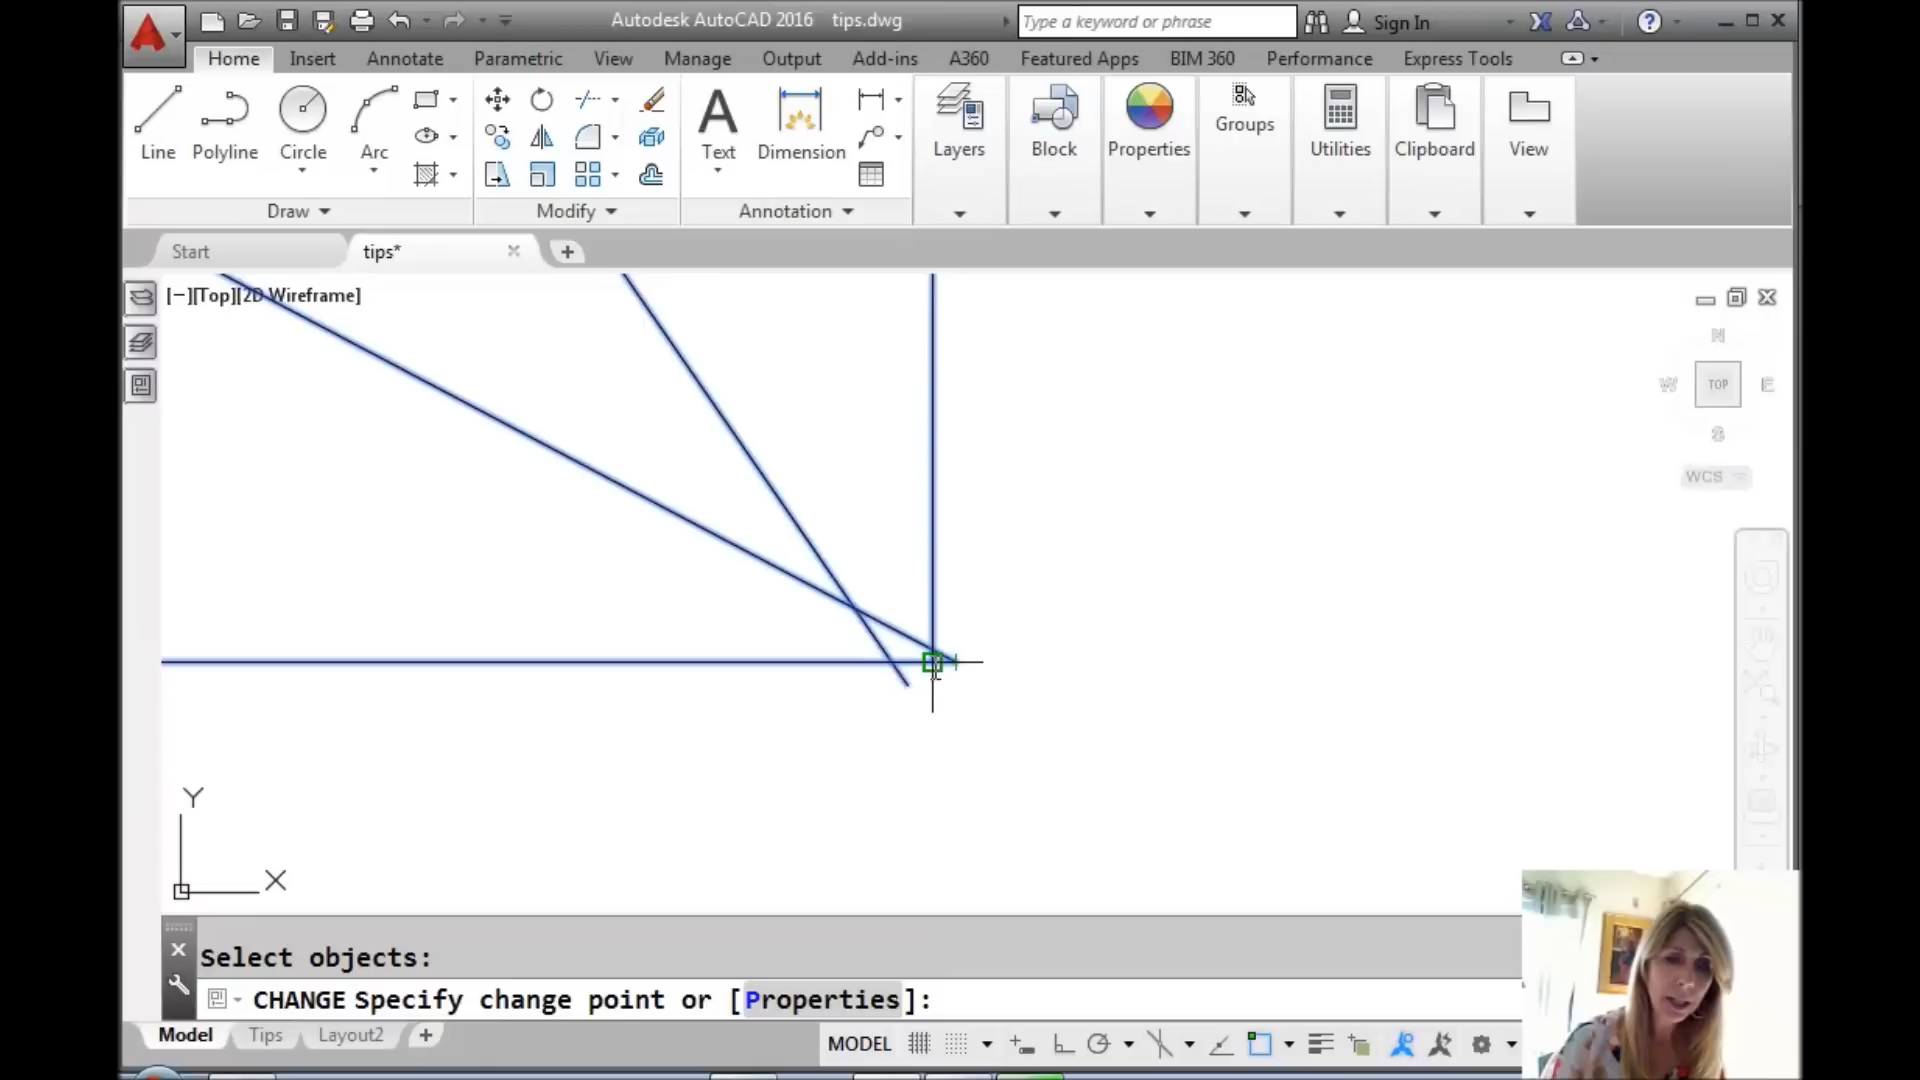 Autodesk AutoCAD 2016 tips.dwg
Type a keyword or phrase
Sign In
Home Insert Annotate Parametric View Manage Output Add-ins A360 Featured Apps BIM 360 Performance Express Tools
Line Polyline Circle Arc
Text Dimension
Layers Block Properties Groups Utilities Clipboard View
Draw Modify Annotation
Start tips*
[−][Top][2D Wireframe]
N
W TOP E
S
WCS
Y
X
Select objects:
CHANGE Specify change point or [Properties]:
Model Tips Layout2
MODEL